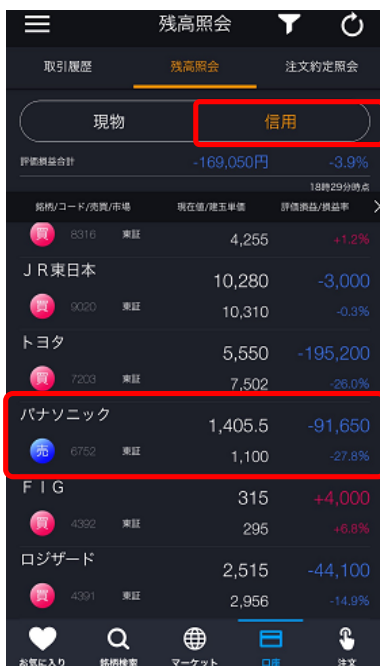 残高照会
取引履歴 残高照会 注文約定照会
現物 信用
評価損益合計 -169,050円 -3.9%
18時29分時点
銘柄/コード/売買/市場 現在値/建玉単価 評価損益/損益率
買 8316 東証 4,255 +1.2%
JR東日本 10,280 -3,000
買 9020 東証 10,310 -0.3%
トヨタ 5,550 -195,200
買 7203 東証 7,502 -26.0%
パナソニック 1,405.5 -91,650
売 6752 東証 1,100 -27.8%
FIG 315 +4,000
買 4392 東証 295 +6.8%
ロジザード 2,515 -44,100
買 4391 東証 2,956 -14.9%
お気に入り 銘柄検索 マーケット 口座 注文